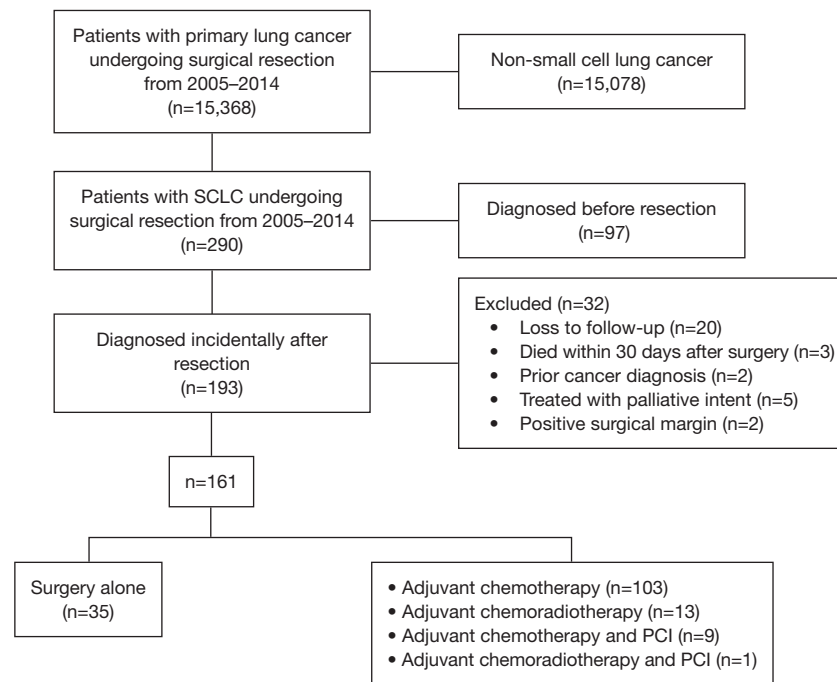 Patients with primary lung cancer
undergoing surgical resection
from 2005–2014
(n=15,368)
Non-small cell lung cancer
(n=15,078)
Patients with SCLC undergoing
surgical resection from 2005–2014
(n=290)
Diagnosed before resection
(n=97)
Diagnosed incidentally after
resection
(n=193)
Excluded (n=32)
• Loss to follow-up (n=20)
• Died within 30 days after surgery (n=3)
• Prior cancer diagnosis (n=2)
• Treated with palliative intent (n=5)
• Positive surgical margin (n=2)
n=161
Surgery alone
(n=35)
• Adjuvant chemotherapy (n=103)
• Adjuvant chemoradiotherapy (n=13)
• Adjuvant chemotherapy and PCI (n=9)
• Adjuvant chemoradiotherapy and PCI (n=1)